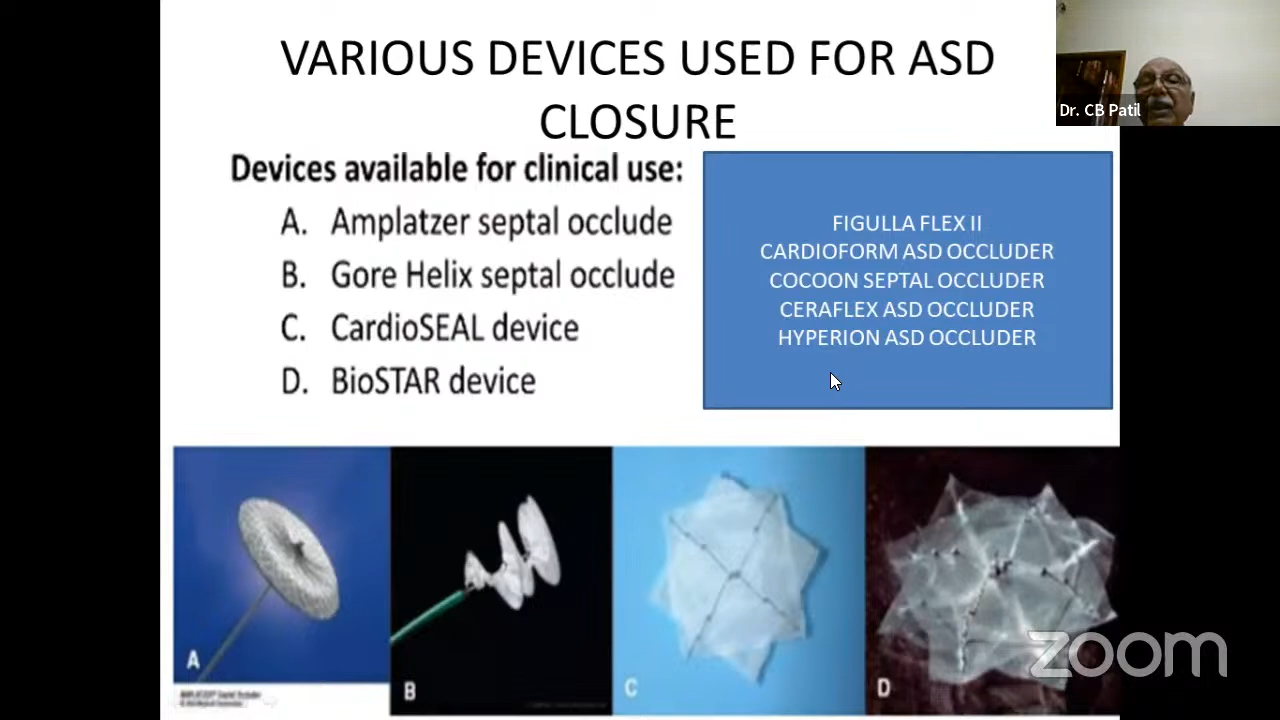 VARIOUS DEVICES USED FOR ASD
CLOSURE
Dr. CB Patil
Devices available for clinical use:
A. Amplatzer septal occlude
B. Gore Helix septal occlude
C. CardioSEAL device
D. BioSTAR device
FIGULLA FLEX II
CARDIOFORM ASD OCCLUDER
COCOON SEPTAL OCCLUDER
CERAFLEX ASD OCCLUDER
HYPERION ASD OCCLUDER
A
B
C
D
zoom